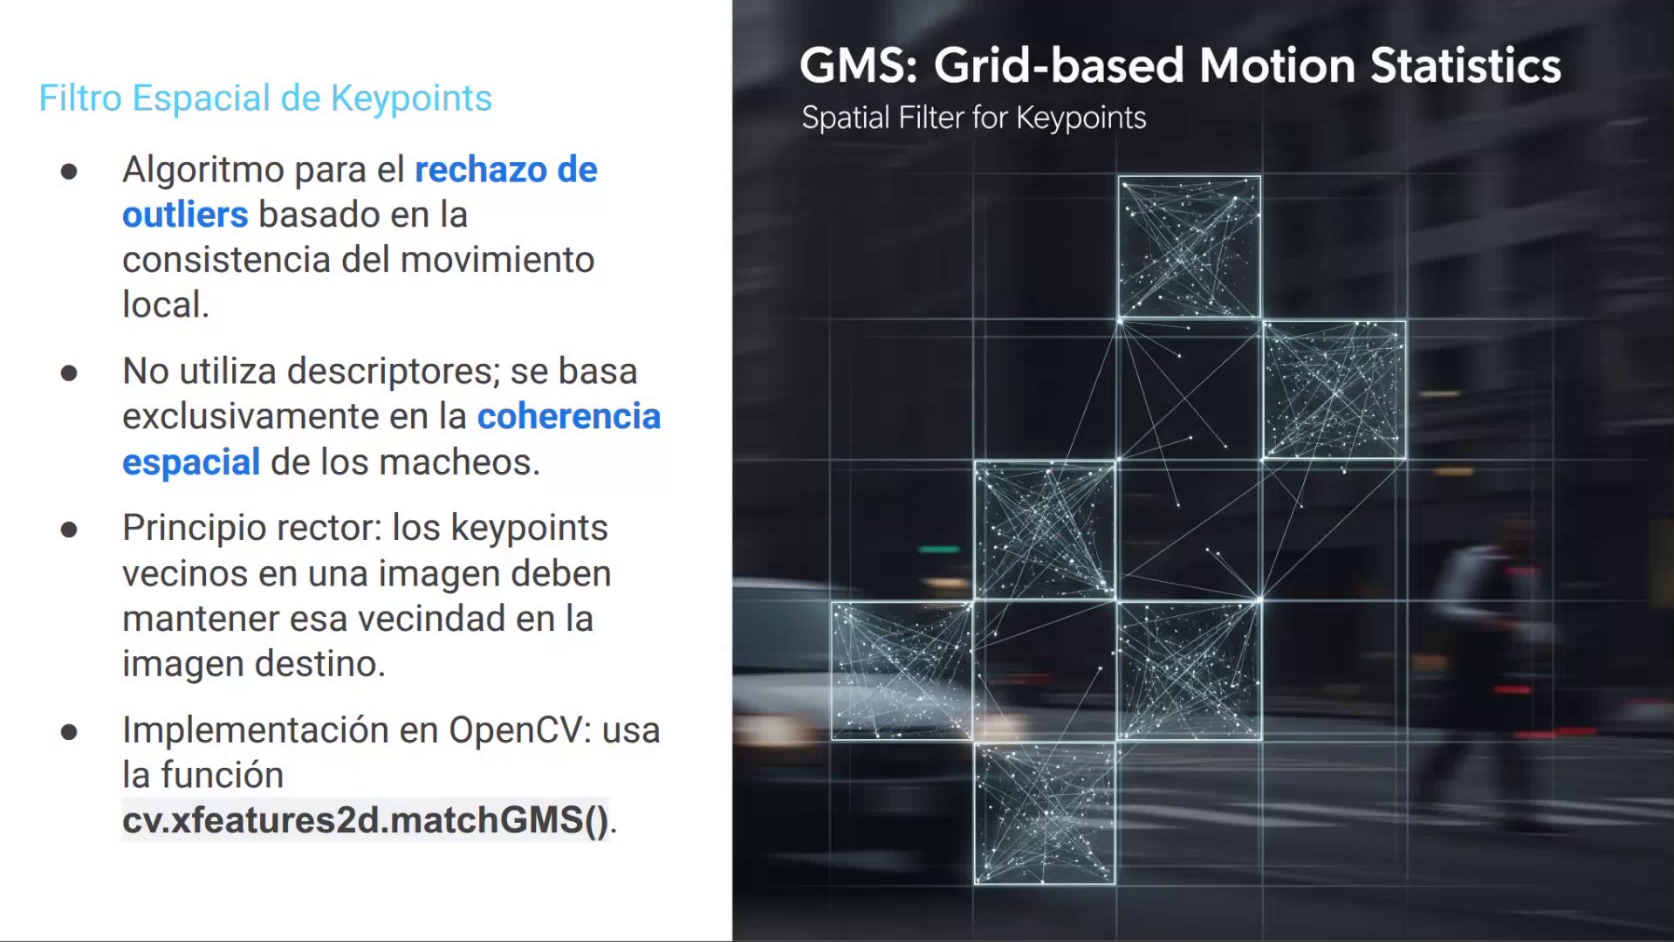 Filtro Espacial de Keypoints
● Algoritmo para el rechazo de
outliers basado en la
consistencia del movimiento
local.
● No utiliza descriptores; se basa
exclusivamente en la coherencia
espacial de los macheos.
● Principio rector: los keypoints
vecinos en una imagen deben
mantener esa vecindad en la
imagen destino.
● Implementación en OpenCV: usa
la función
cv.xfeatures2d.matchGMS().
GMS: Grid-based Motion Statistics
Spatial Filter for Keypoints